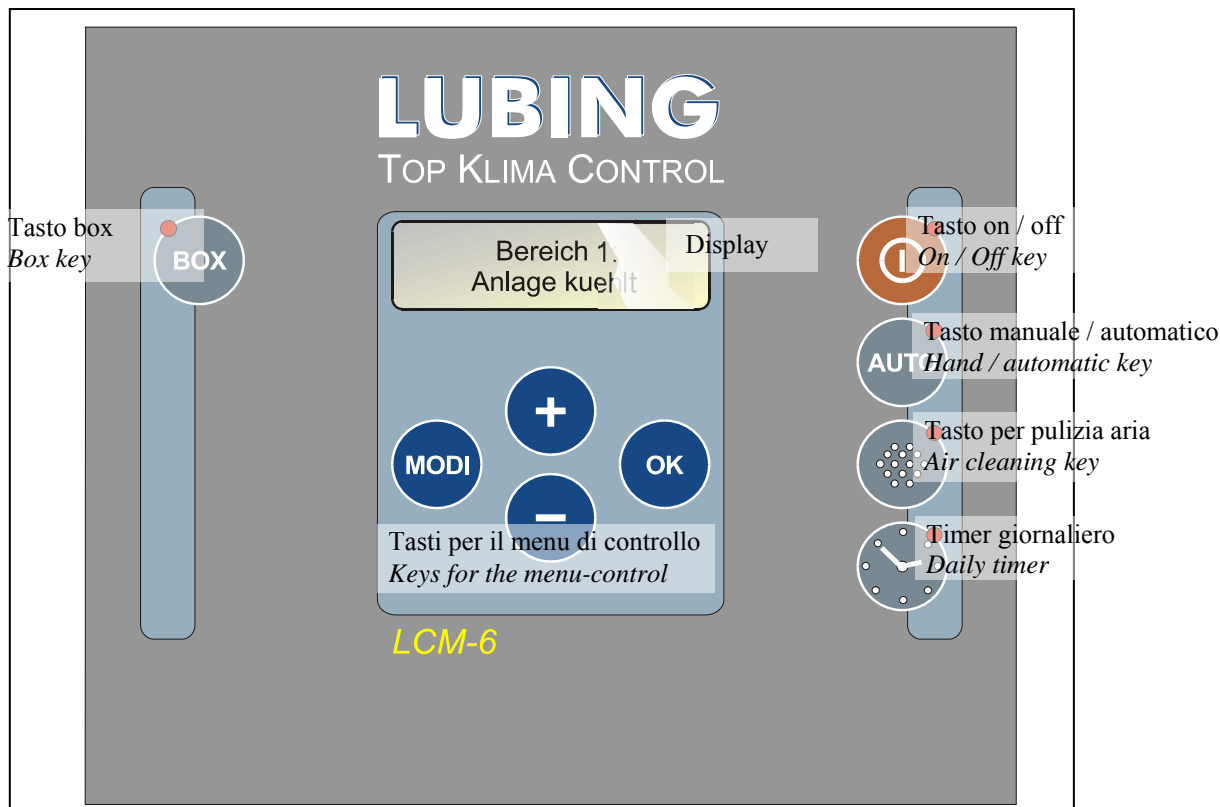 LUBING
TOP KLIMA CONTROL
Tasto box
Box key
BOX
Bereich 1.
Anlage kuehlt
Display
Tasto on / off
On / Off key
Tasto manuale / automatico
Hand / automatic key
AUTO
Tasto per pulizia aria
Air cleaning key
Timer giornaliero
Daily timer
+
MODI
OK
−
Tasti per il menu di controllo
Keys for the menu-control
LCM-6